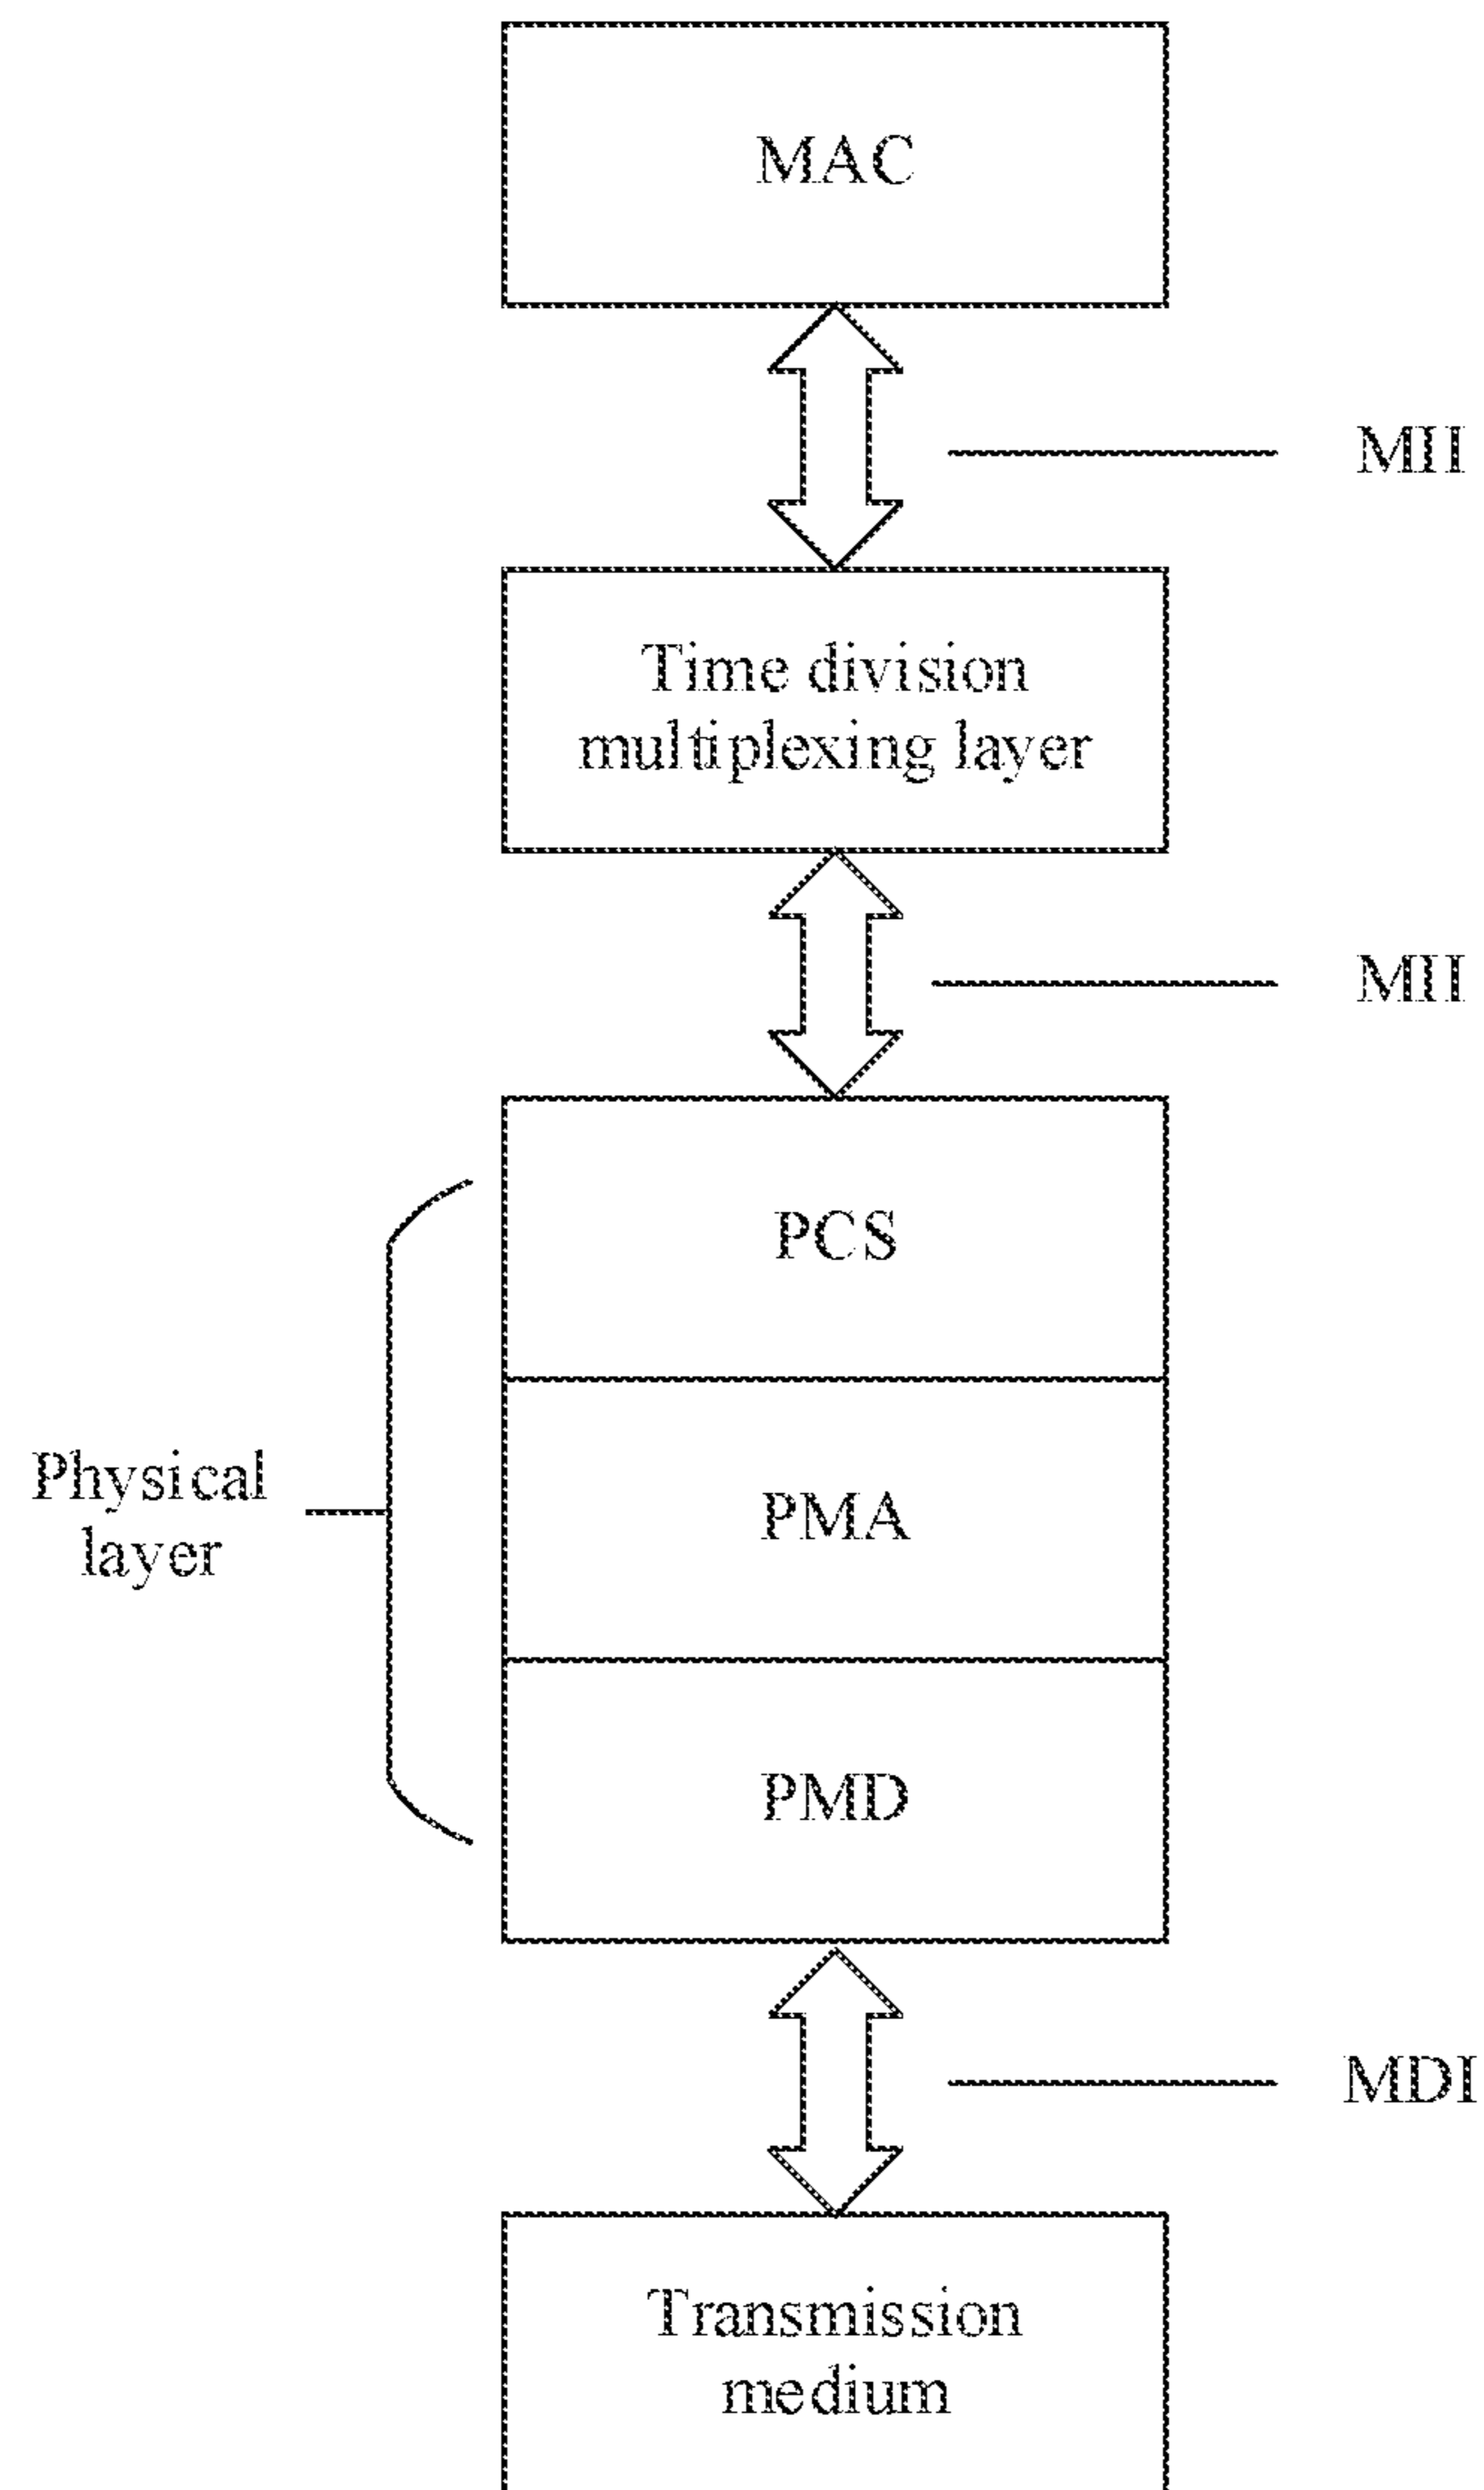 MAC
MII
Time division
multiplexing layer
MII
PCS
Physical
layer
PMA
PMD
MDI
Transmission
medium